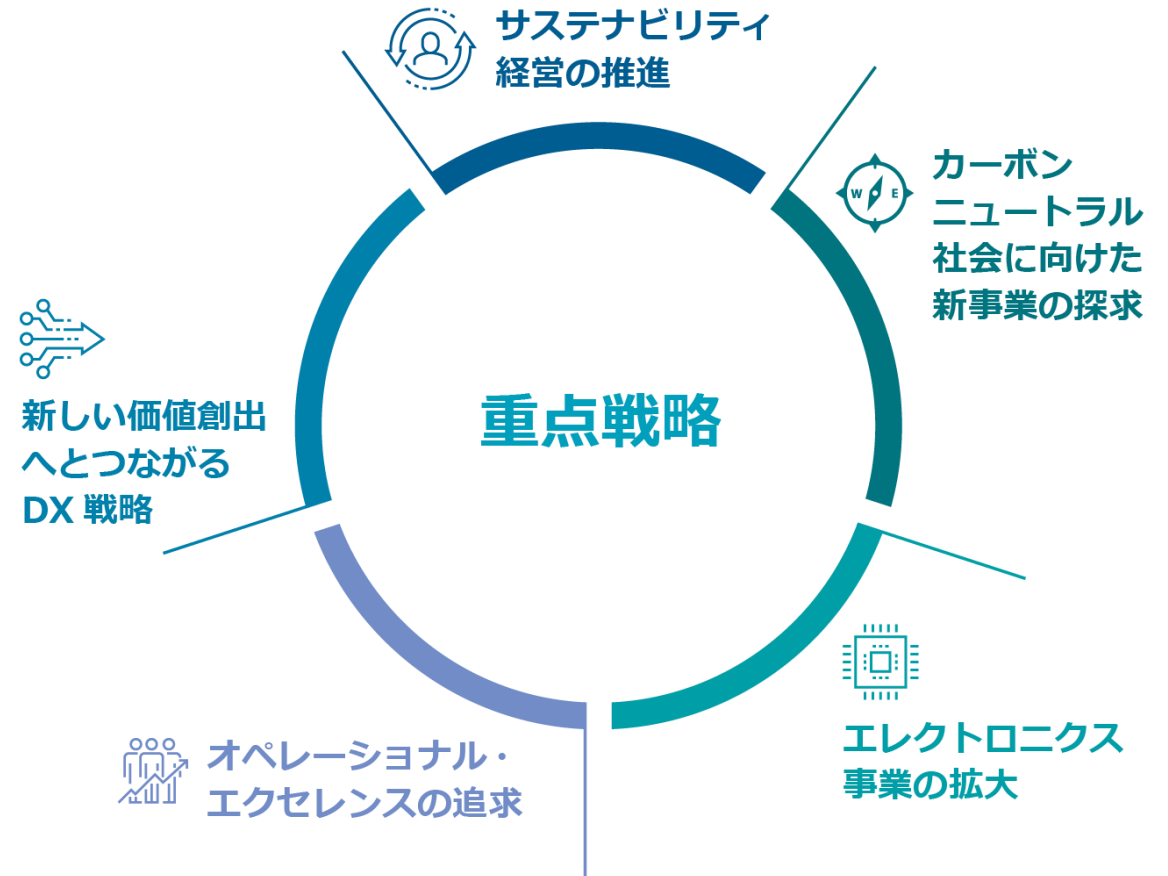 サステナビリティ
経営の推進
カーボン
ニュートラル
社会に向けた
新事業の探求
W E
重点戦略
新しい価値創出
へとつながる
DX 戦略
エレクトロニクス
事業の拡大
オペレーショナル・
エクセレンスの追求